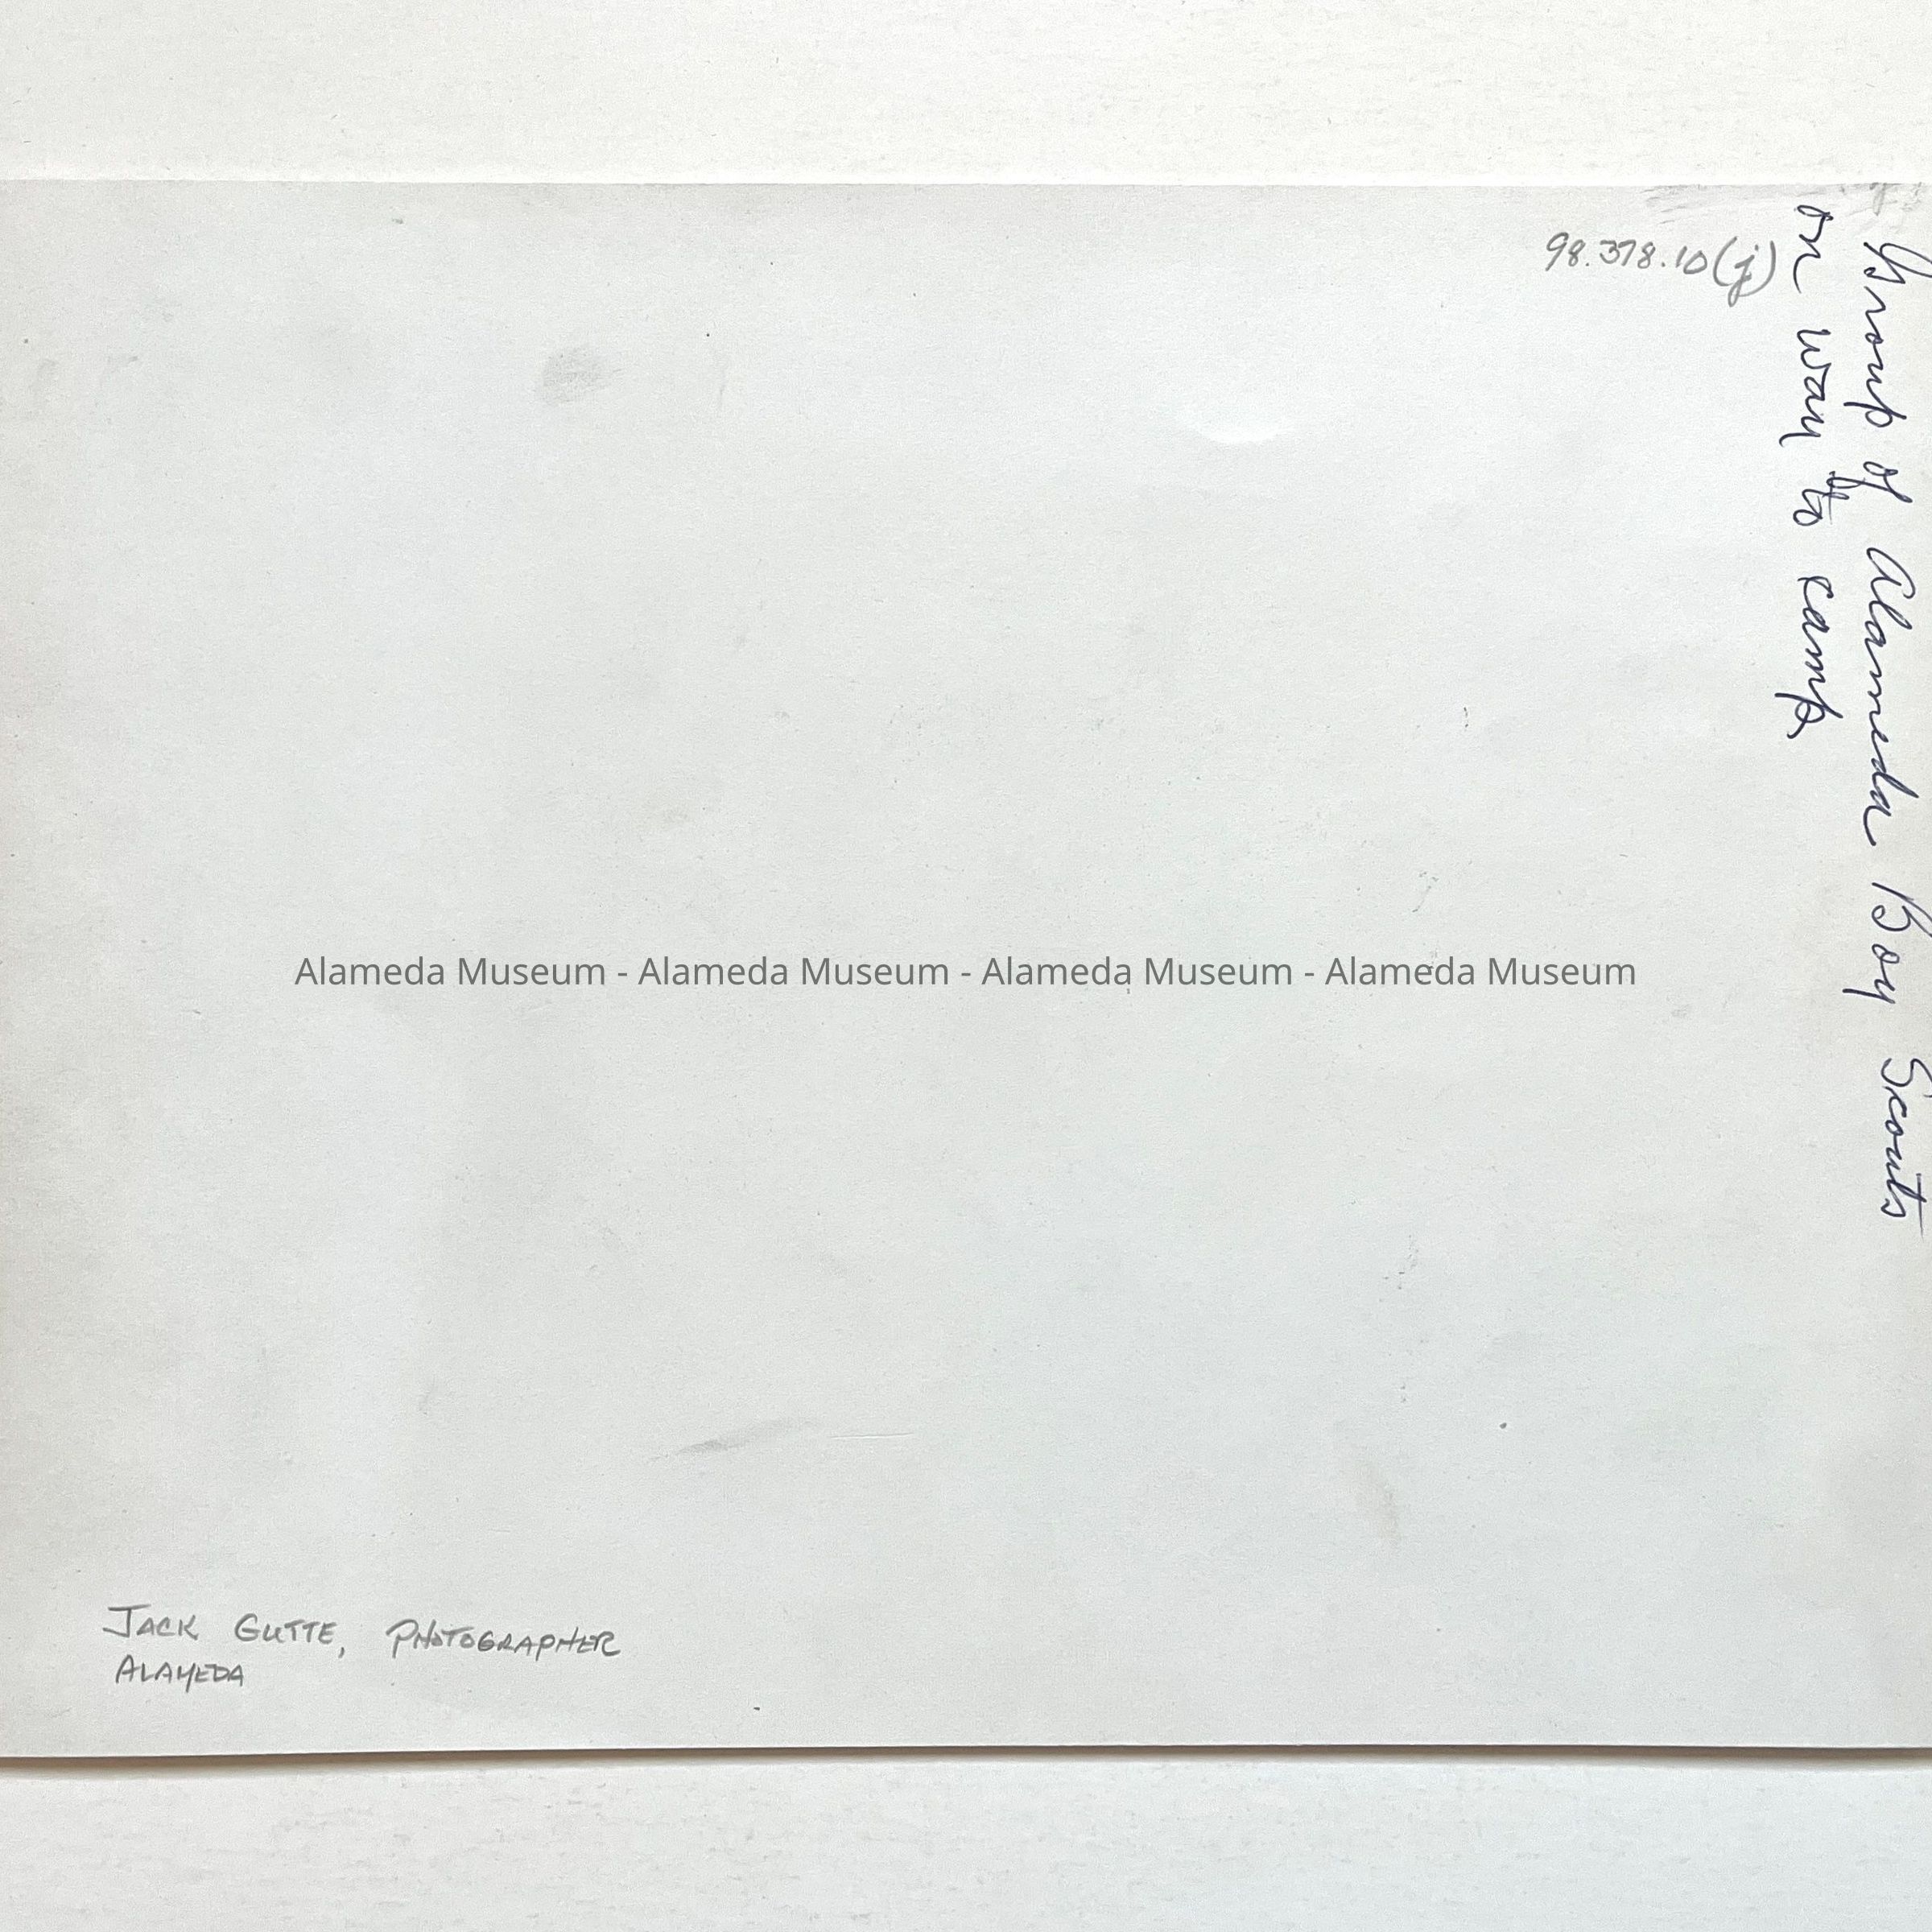 98.378.10(j)
Group of Alameda Boy Scouts
on way to camp
Alameda Museum - Alameda Museum - Alameda Museum - Alameda Museum
JACK GUTTE, PHOTOGRAPHER
ALAMEDA